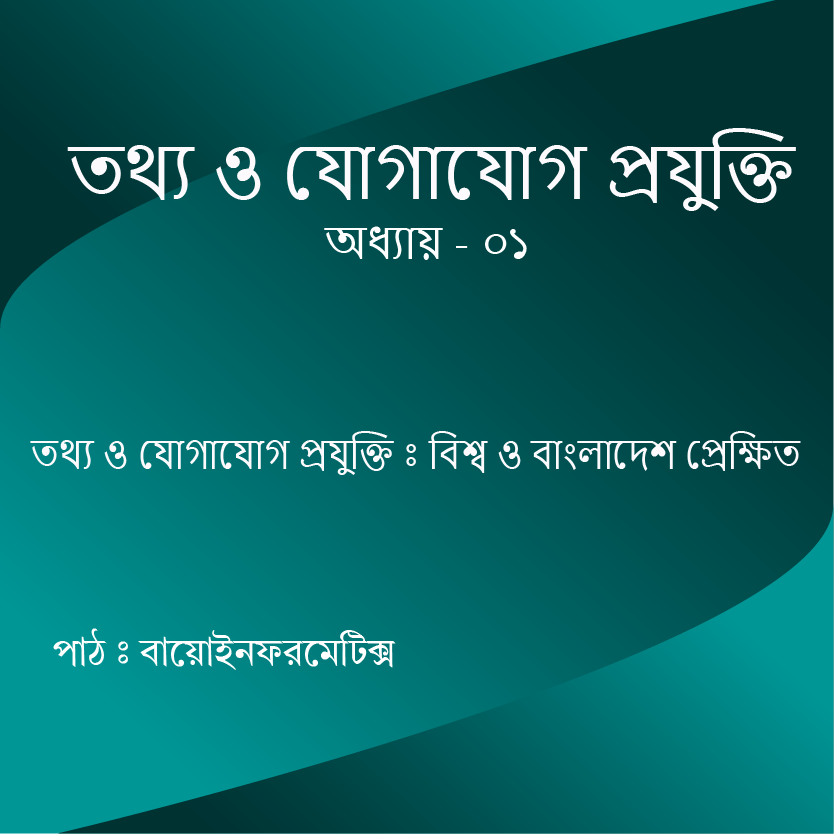 তথ্য ও যোগাযোগ প্রযুক্তি
অধ্যায় - ০১
তথ্য ও যোগাযোগ প্রযুক্তি ঃ বিশ্ব ও বাংলাদেশ প্রেক্ষিত
পাঠ ঃ বায়োইনফরমেটিক্স